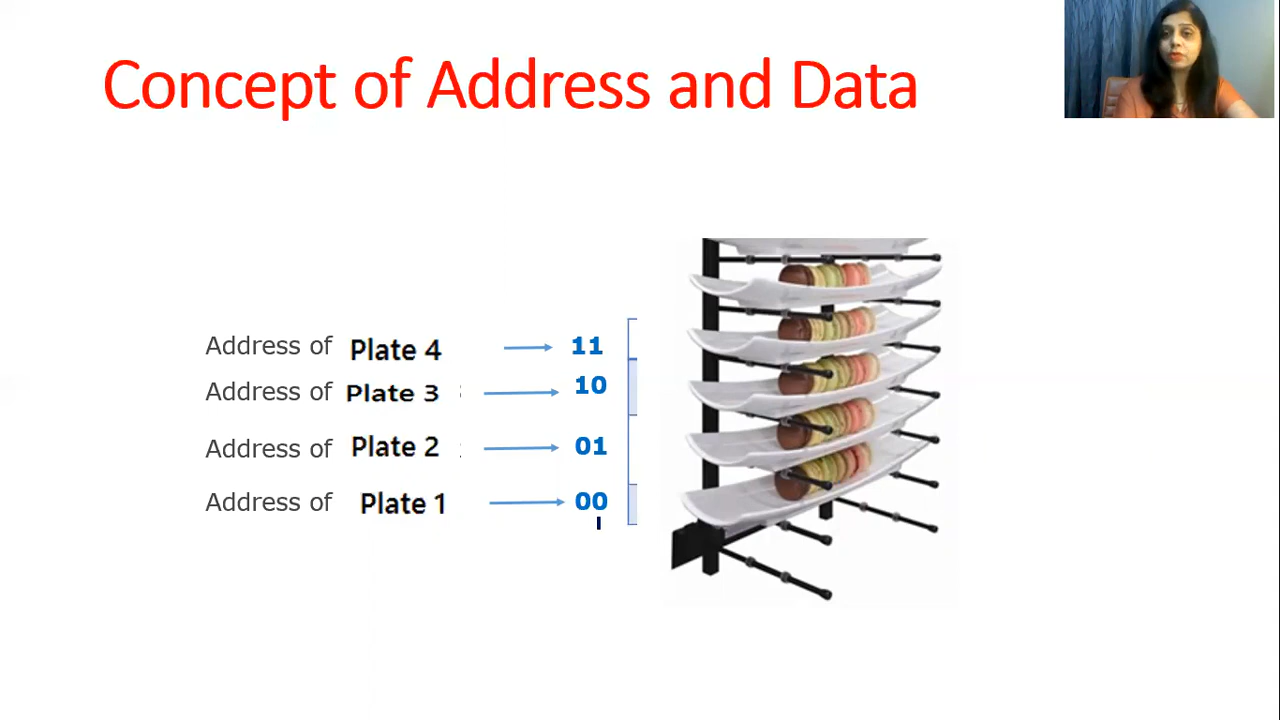 Concept of Address and Data
Address of Plate 4 11
Address of Plate 3 10
Address of Plate 2 01
Address of Plate 1 00